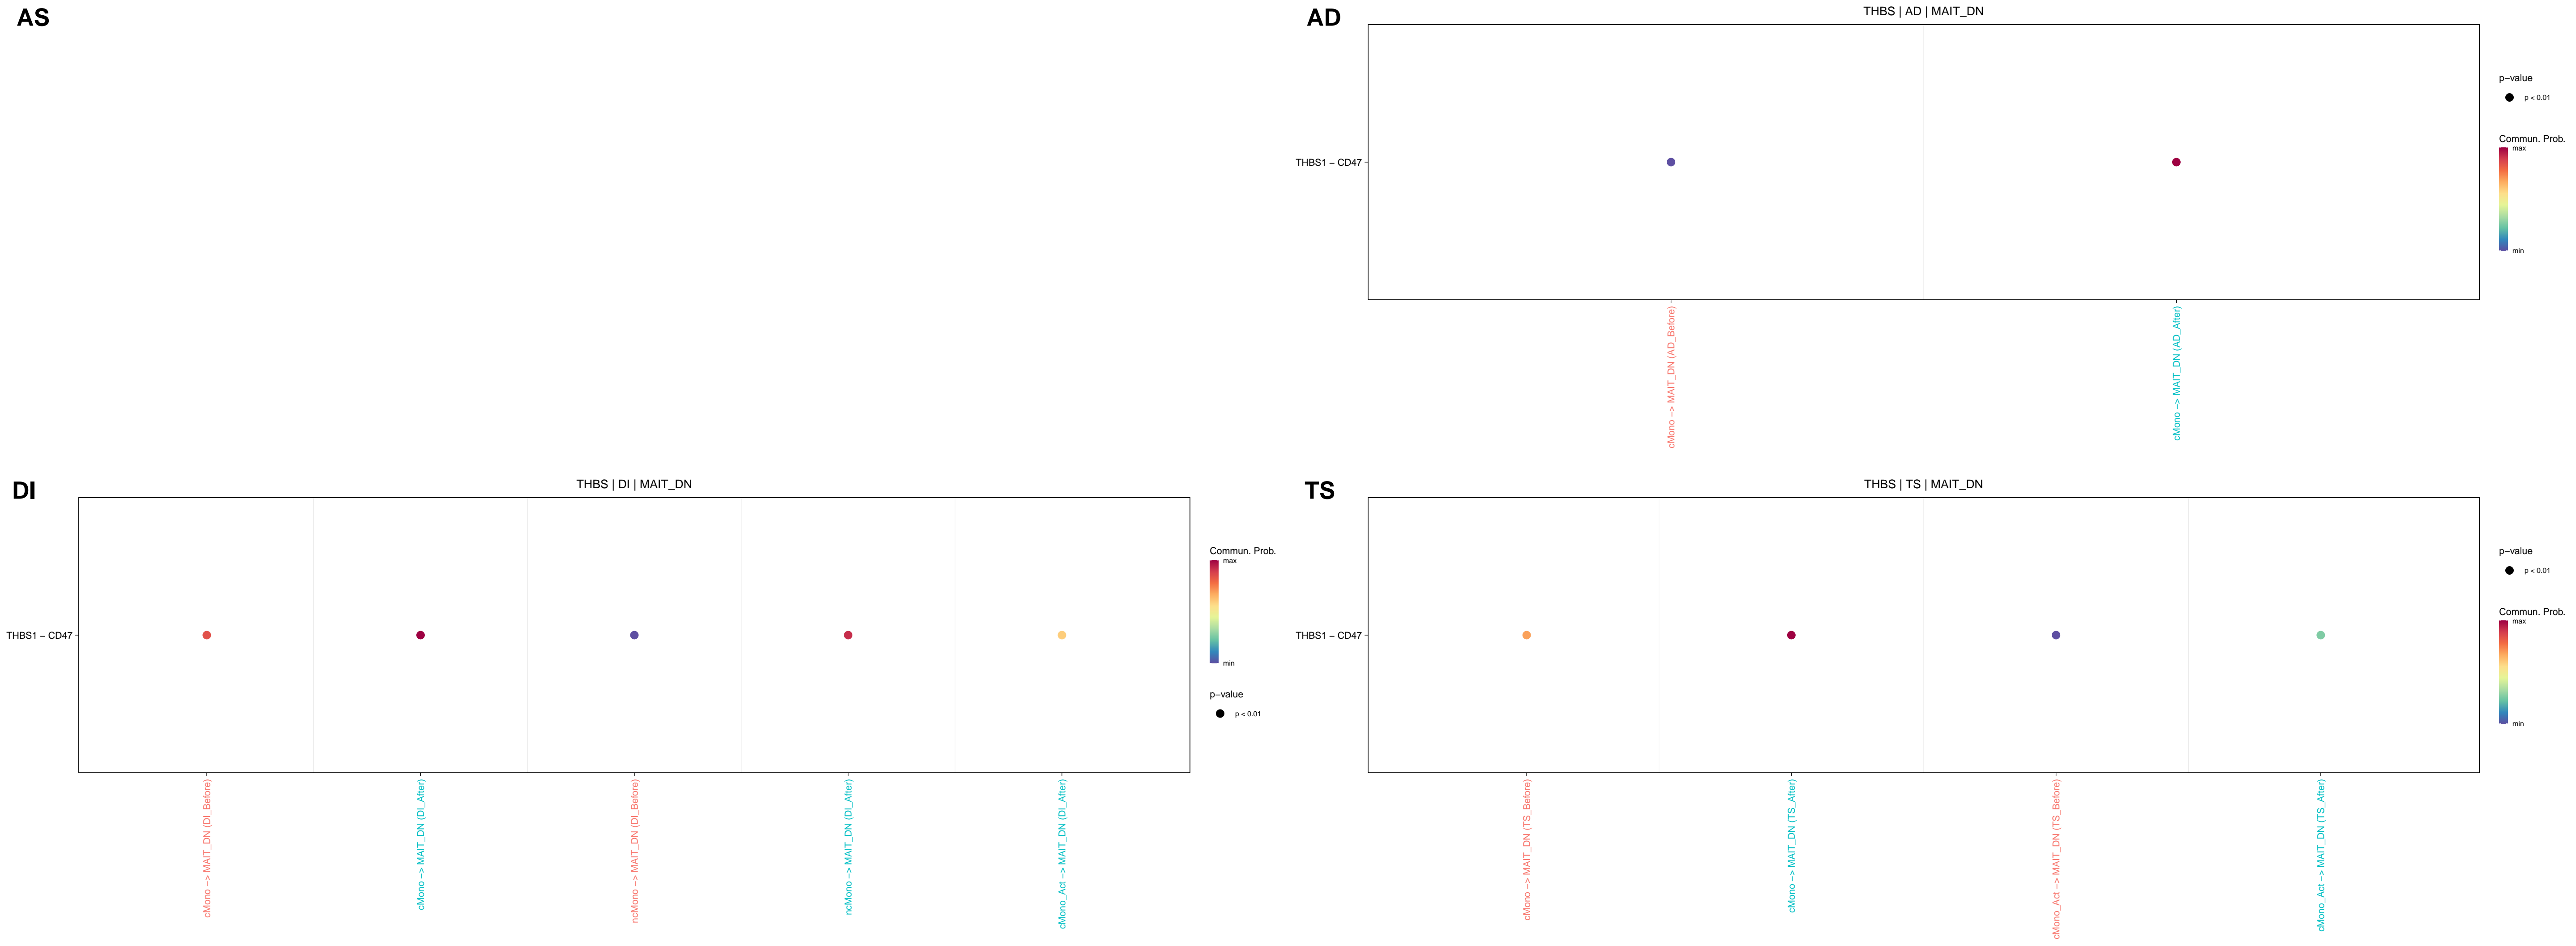 AS
AD
THBS | AD | MAIT_DN
THBS1 − CD47
cMono −> MAIT_DN (AD_Before)
cMono −> MAIT_DN (AD_After)
p−value
p < 0.01
Commun. Prob.
max
min
DI
THBS | DI | MAIT_DN
THBS1 − CD47
cMono −> MAIT_DN (DI_Before)
cMono −> MAIT_DN (DI_After)
ncMono −> MAIT_DN (DI_Before)
ncMono −> MAIT_DN (DI_After)
cMono_Act −> MAIT_DN (DI_After)
Commun. Prob.
max
min
p−value
p < 0.01
TS
THBS | TS | MAIT_DN
THBS1 − CD47
cMono −> MAIT_DN (TS_Before)
cMono −> MAIT_DN (TS_After)
cMono_Act −> MAIT_DN (TS_Before)
cMono_Act −> MAIT_DN (TS_After)
p−value
p < 0.01
Commun. Prob.
max
min